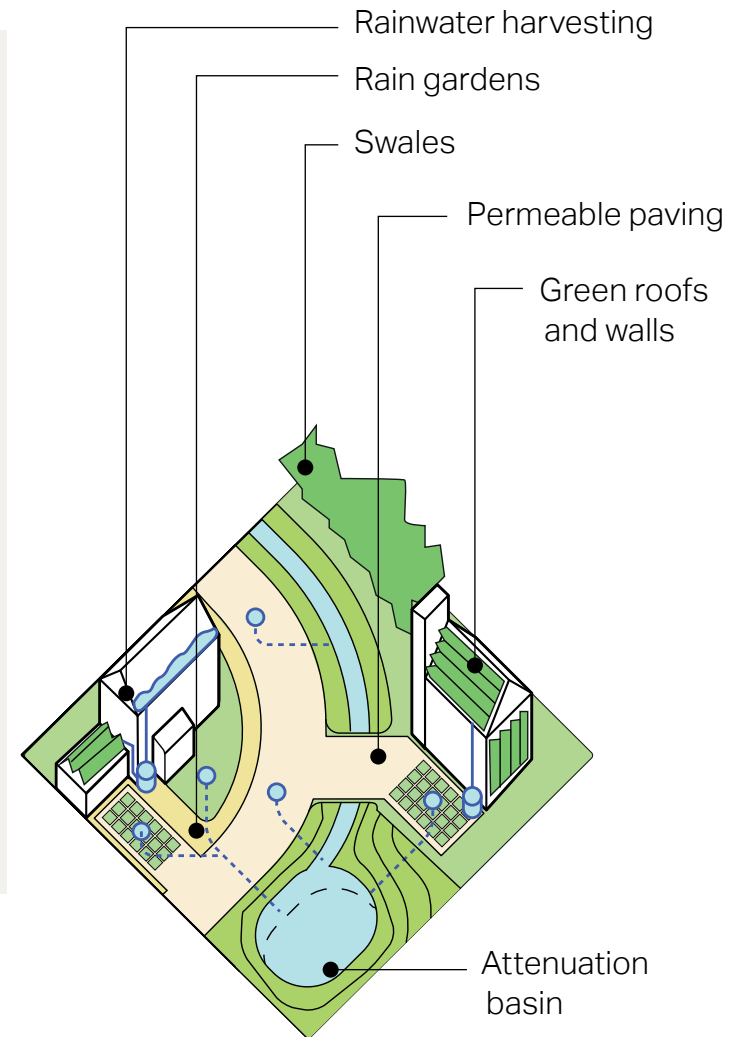 Rainwater harvesting
Rain gardens
Swales
Permeable paving
Green roofs
and walls
Attenuation
basin